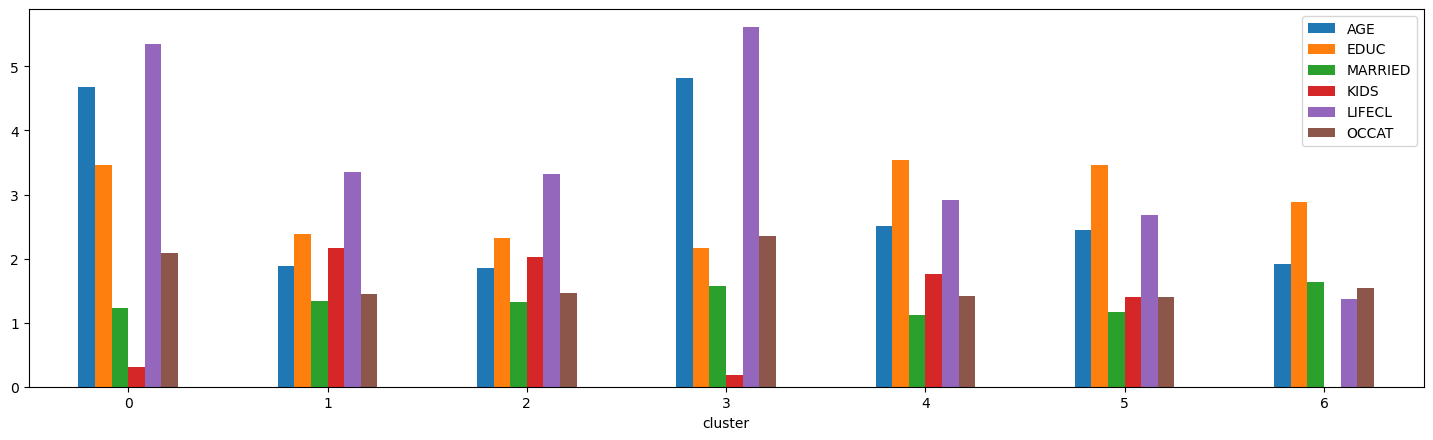 AGE
EDUC
MARRIED
KIDS
LIFECL
OCCAT
5
4
3
2
1
0
0 1 2 3 4 5 6
cluster